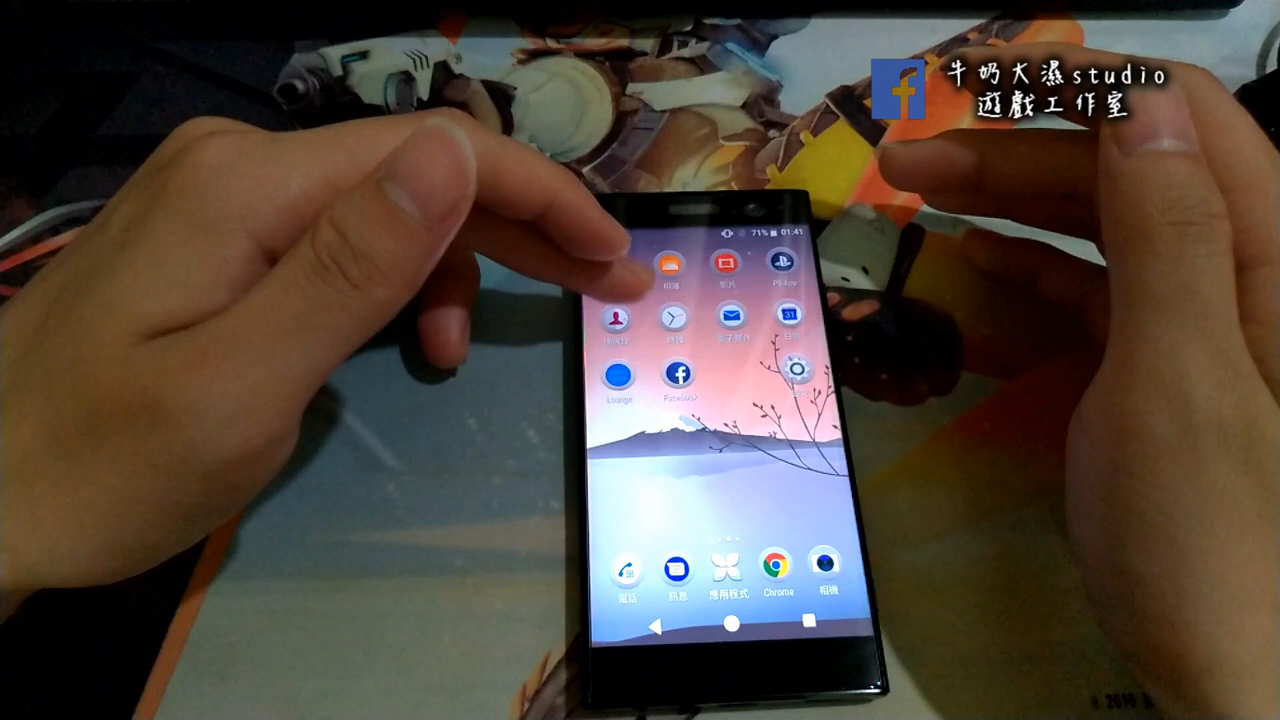 牛奶大濕studio
遊戲工作室
71% 01:41
相簿 影片 PS App
時鐘 電子郵件 日曆
31
Lounge Facebook 設定
電話 訊息 應用程式 Chrome 相機